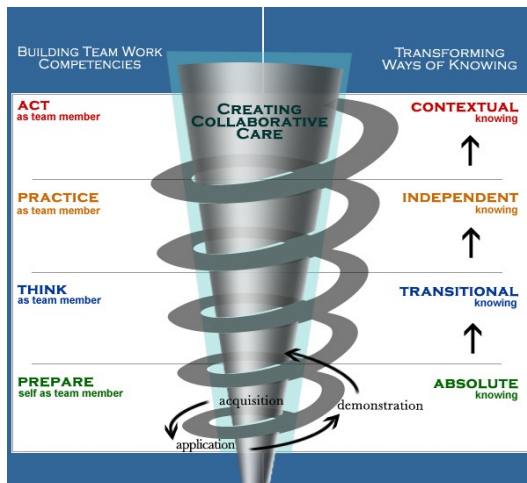 BUILDING TEAM WORK
COMPETENCIES
TRANSFORMING
WAYS OF KNOWING
CREATING
COLLABORATIVE
CARE
ACT
as team member
CONTEXTUAL
knowing
PRACTICE
as team member
INDEPENDENT
knowing
THINK
as team member
TRANSITIONAL
knowing
PREPARE
self as team member
ABSOLUTE
knowing
acquisition
demonstration
application